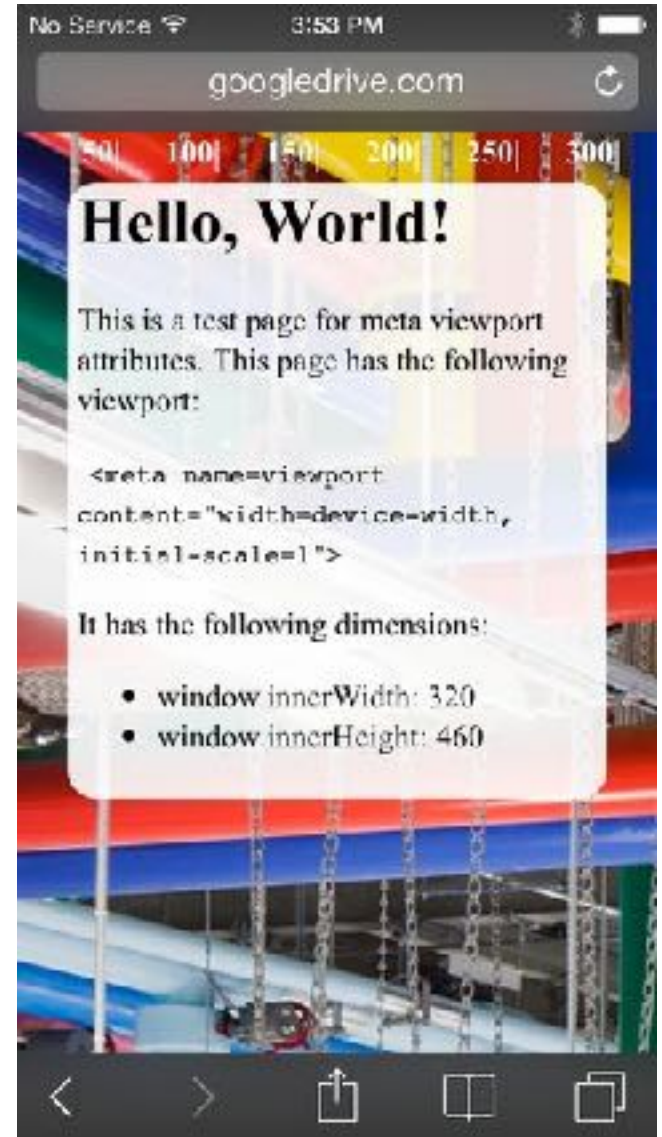 No Service 3:53 PM
googledrive.com
50| 100| 150| 200| 250| 300|
Hello, World!
This is a test page for meta viewport
attributes. This page has the following
viewport:
<meta name=viewport
content="width=device-width,
initial-scale=1">
It has the following dimensions:
• window innerWidth: 320
• window innerHeight: 460